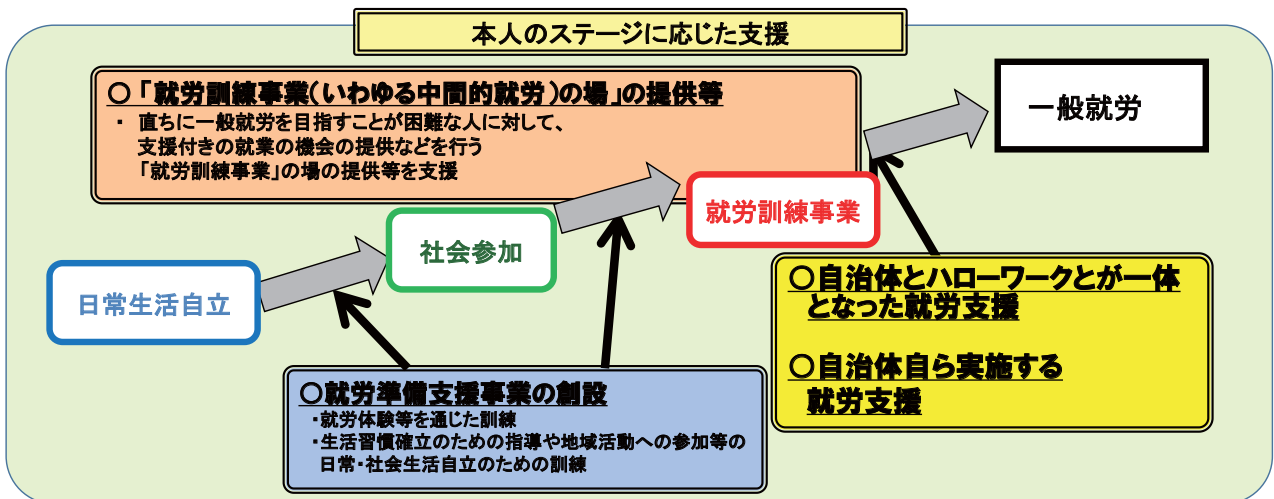 本人のステージに応じた支援
○「就労訓練事業(いわゆる中間的就労)の場」の提供等
・ 直ちに一般就労を目指すことが困難な人に対して、
支援付きの就業の機会の提供などを行う
「就労訓練事業」の場の提供等を支援
一般就労
就労訓練事業
社会参加
日常生活自立
○自治体とハローワークとが一体
となった就労支援
○自治体自ら実施する
就労支援
○就労準備支援事業の創設
・就労体験等を通じた訓練
・生活習慣確立のための指導や地域活動への参加等の
日常・社会生活自立のための訓練